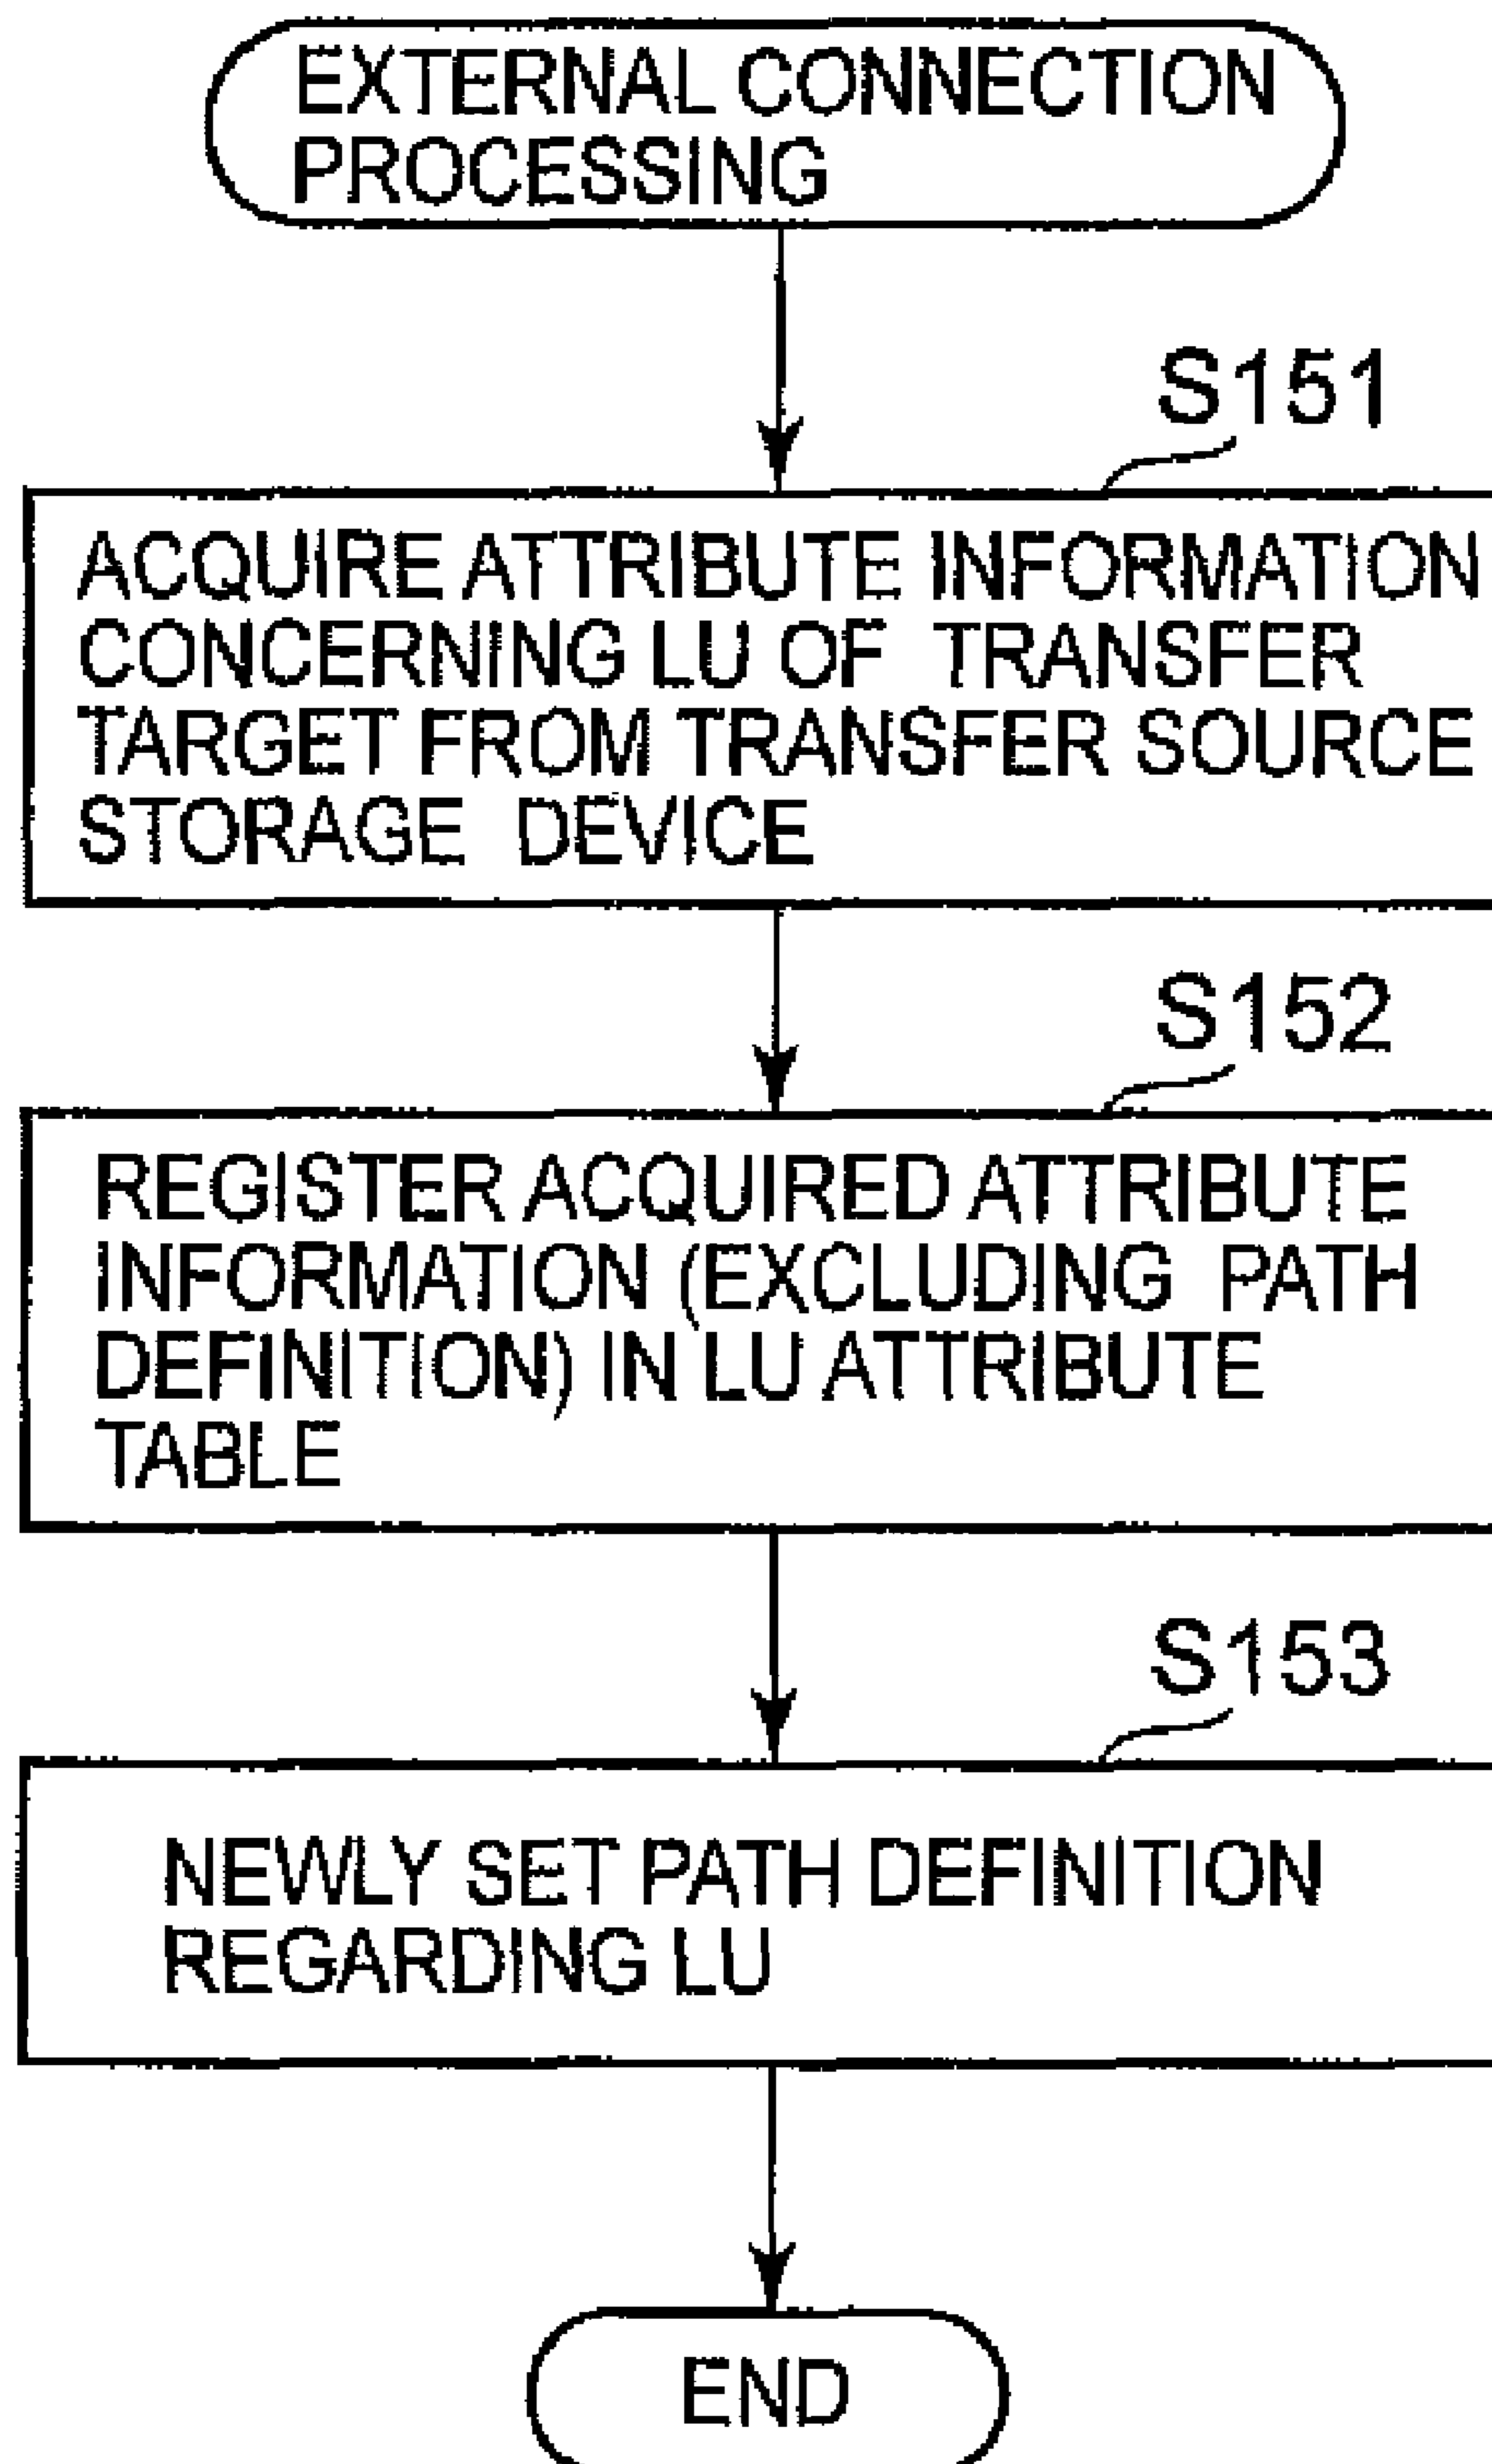 EXTERNAL CONNECTION
PROCESSING
S151
ACQUIRE ATTRIBUTE INFORMATION
CONCERNING LU OF TRANSFER
TARGET FROM TRANSFER SOURCE
STORAGE DEVICE
S152
REGISTER ACQUIRED ATTRIBUTE
INFORMATION (EXCLUDING PATH
DEFINITION) IN LU ATTRIBUTE
TABLE
S153
NEWLY SET PATH DEFINITION
REGARDING LU
END